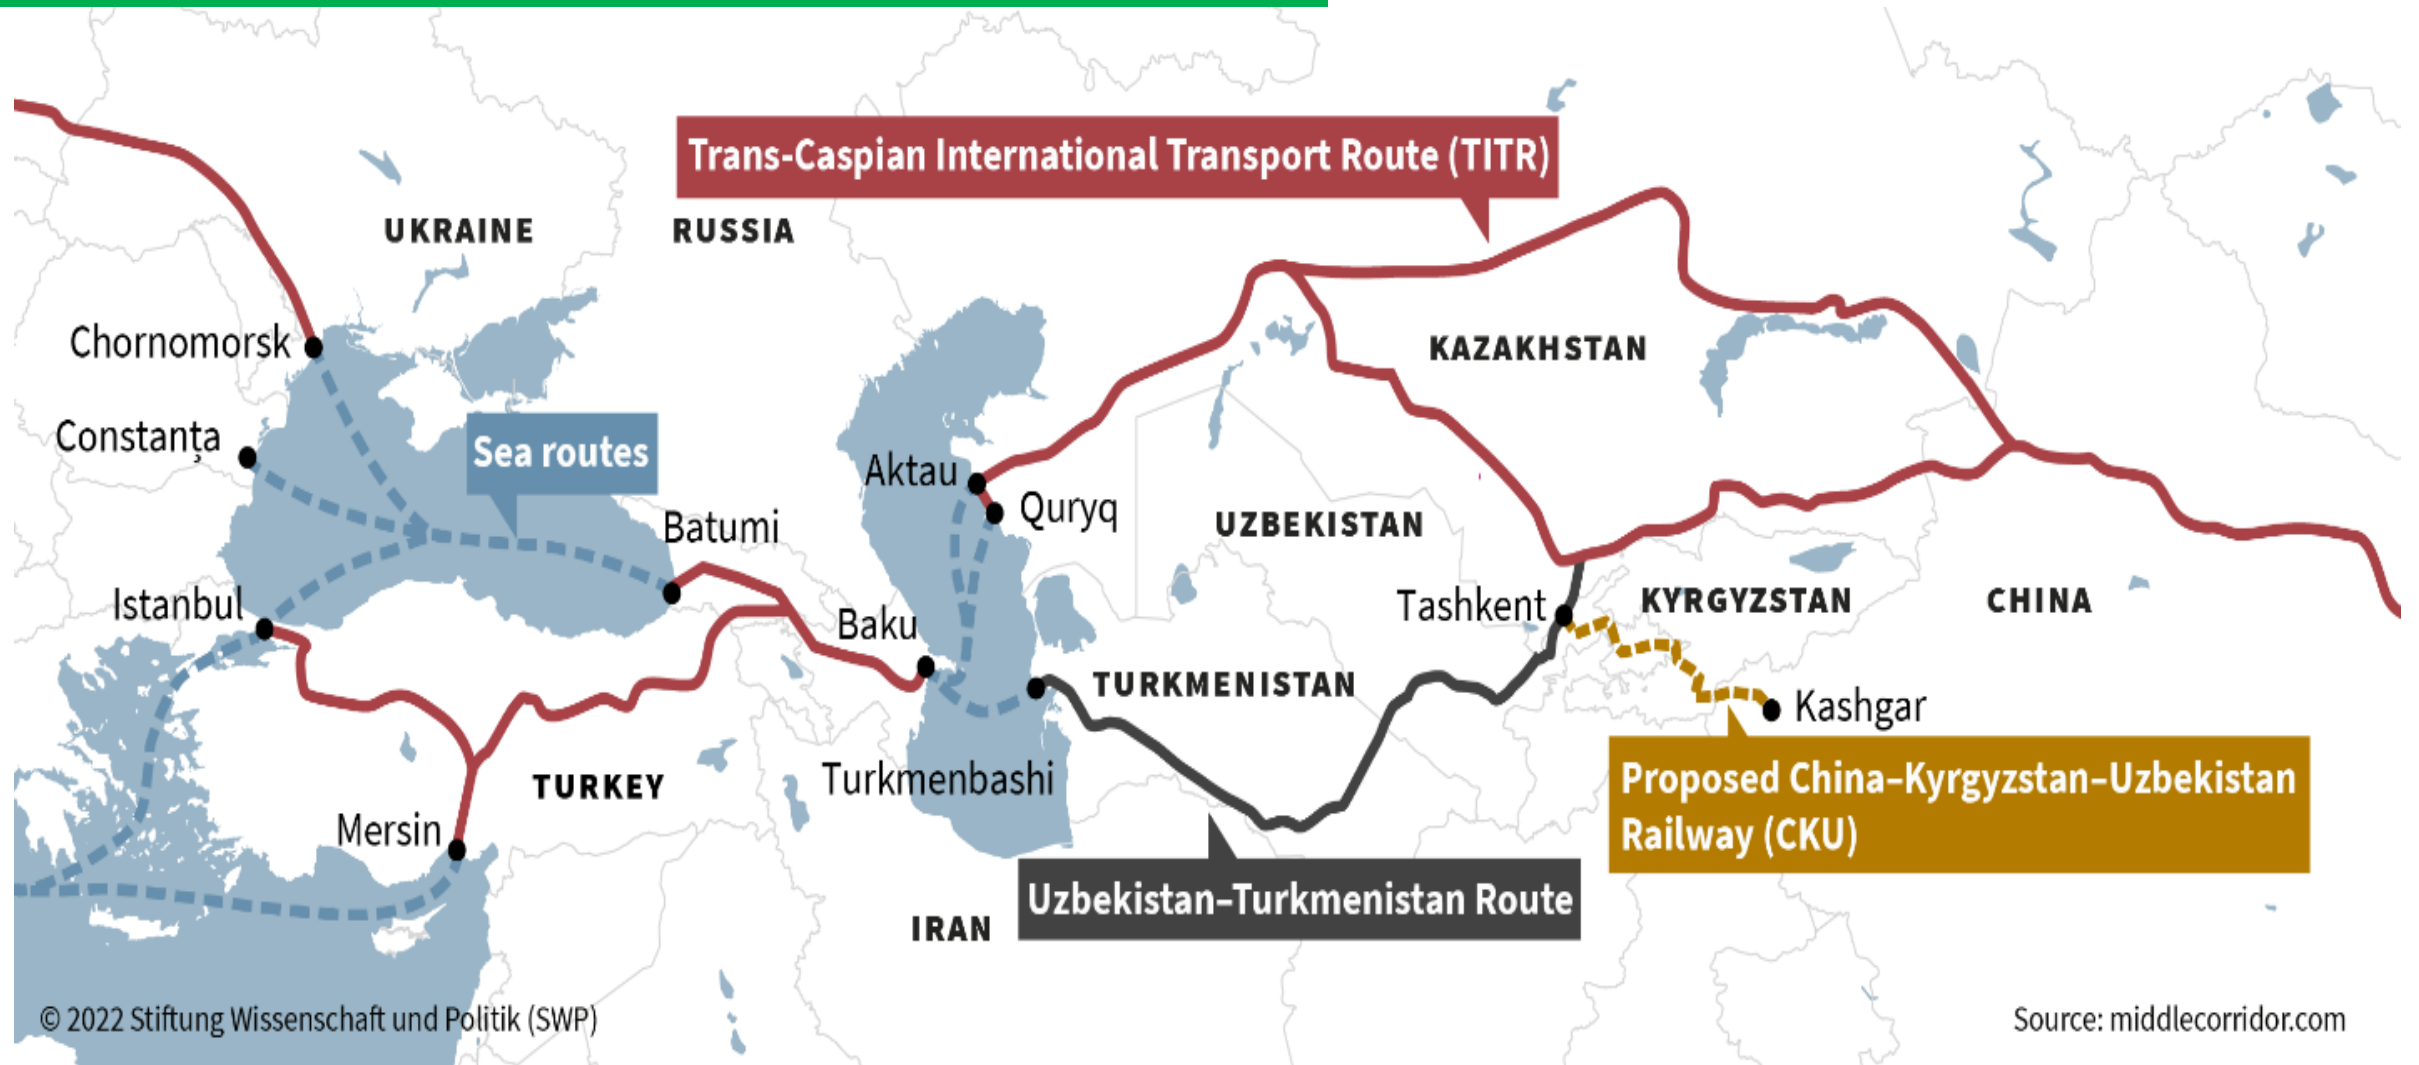 Trans-Caspian International Transport Route (TITR)
UKRAINE
RUSSIA
Chornomorsk
KAZAKHSTAN
Constanţa
Sea routes
Aktau
Quryq
Batumi
UZBEKISTAN
Istanbul
Baku
Tashkent
KYRGYZSTAN
CHINA
TURKMENISTAN
Kashgar
TURKEY
Turkmenbashi
Proposed China–Kyrgyzstan–Uzbekistan
Railway (CKU)
Mersin
Uzbekistan–Turkmenistan Route
IRAN
© 2022 Stiftung Wissenschaft und Politik (SWP)
Source: middlecorridor.com